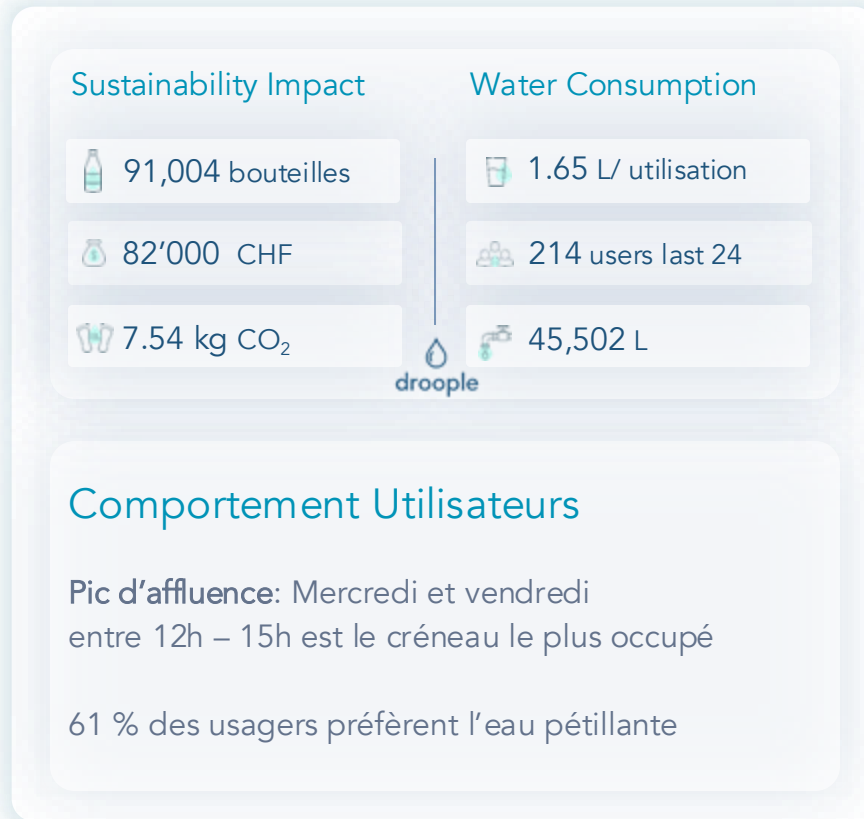 Sustainability Impact
91,004 bouteilles
82’000 CHF
7.54 kg CO₂
Water Consumption
1.65 L/ utilisation
214 users last 24
45,502 L
droople
Comportement Utilisateurs
Pic d’affluence: Mercredi et vendredi
entre 12h – 15h est le créneau le plus occupé
61 % des usagers préfèrent l’eau pétillante